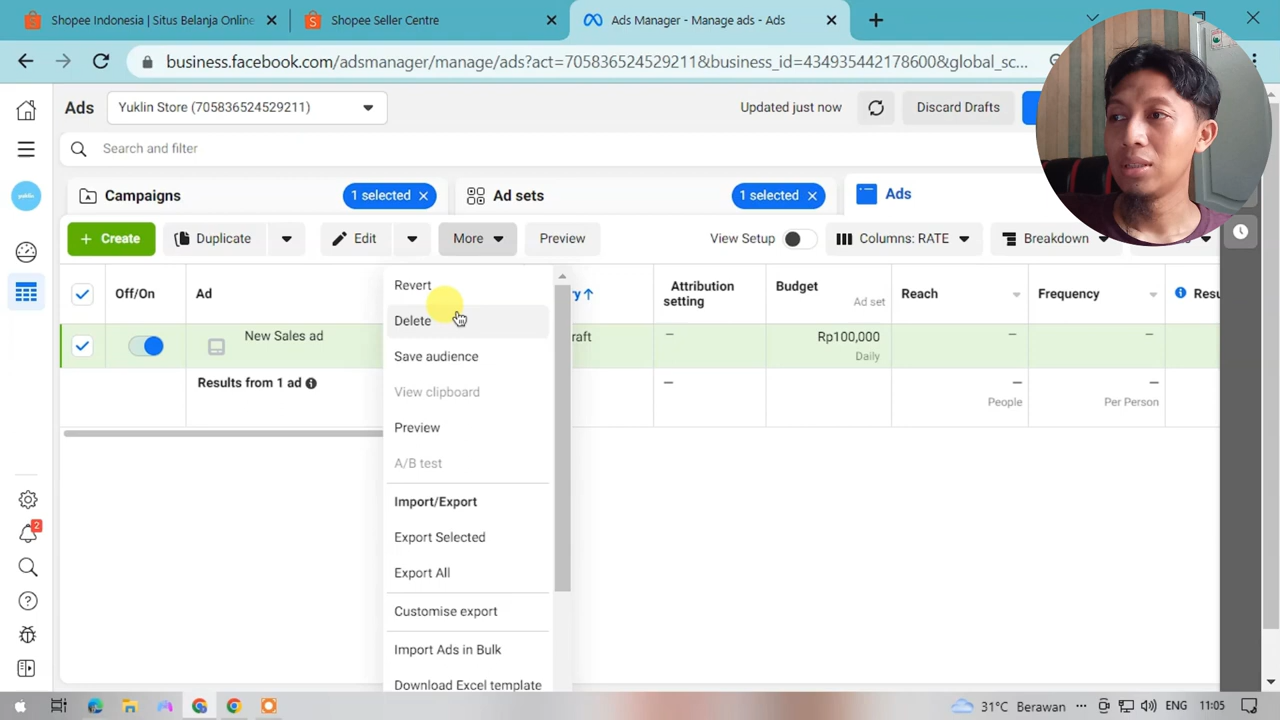 Shopee Indonesia | Situs Belanja Online
Shopee Seller Centre
Ads Manager - Manage ads - Ads
business.facebook.com/adsmanager/manage/ads?act=705836524529211&business_id=434935442178600&global_sc...
Ads
Yuklin Store (705836524529211)
Updated just now
Discard Drafts
Search and filter
Campaigns
1 selected
Ad sets
1 selected
Ads
yuklin
+ Create
Duplicate
Edit
More
Preview
View Setup
Columns: RATE
Breakdown
Off/On
Ad
Attribution
setting
Budget
Ad set
Reach
Frequency
New Sales ad
Rp100,000
Daily
Results from 1 ad
People
Per Person
Revert
Delete
Save audience
View clipboard
Preview
A/B test
Import/Export
Export Selected
Export All
Customise export
Import Ads in Bulk
Download Excel template
2
31°C Berawan
ENG
11:05